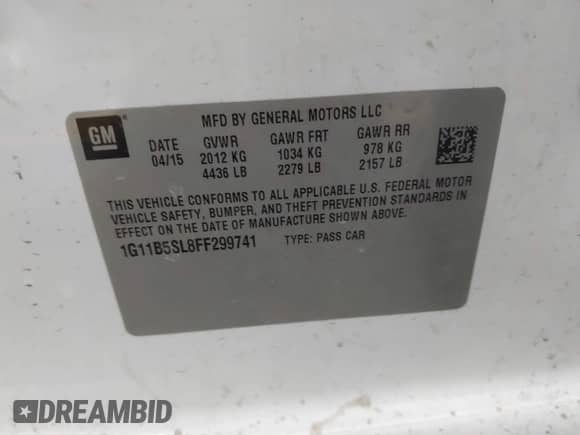 GM
MFD BY GENERAL MOTORS LLC
DATE GVWR GAWR FRT GAWR RR
04/15 2012 KG 1034 KG 978 KG
4436 LB 2279 LB 2157 LB
THIS VEHICLE CONFORMS TO ALL APPLICABLE U.S. FEDERAL MOTOR
VEHICLE SAFETY, BUMPER, AND THEFT PREVENTION STANDARDS IN
EFFECT ON THE DATE OF MANUFACTURE SHOWN ABOVE.
1G11B5SL8FF299741 TYPE: PASS CAR
DREAMBID